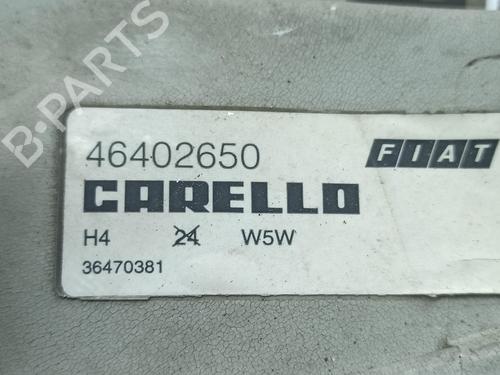 B-PARTS
46402650
FIAT
CARELLO
H4 24 W5W
36470381